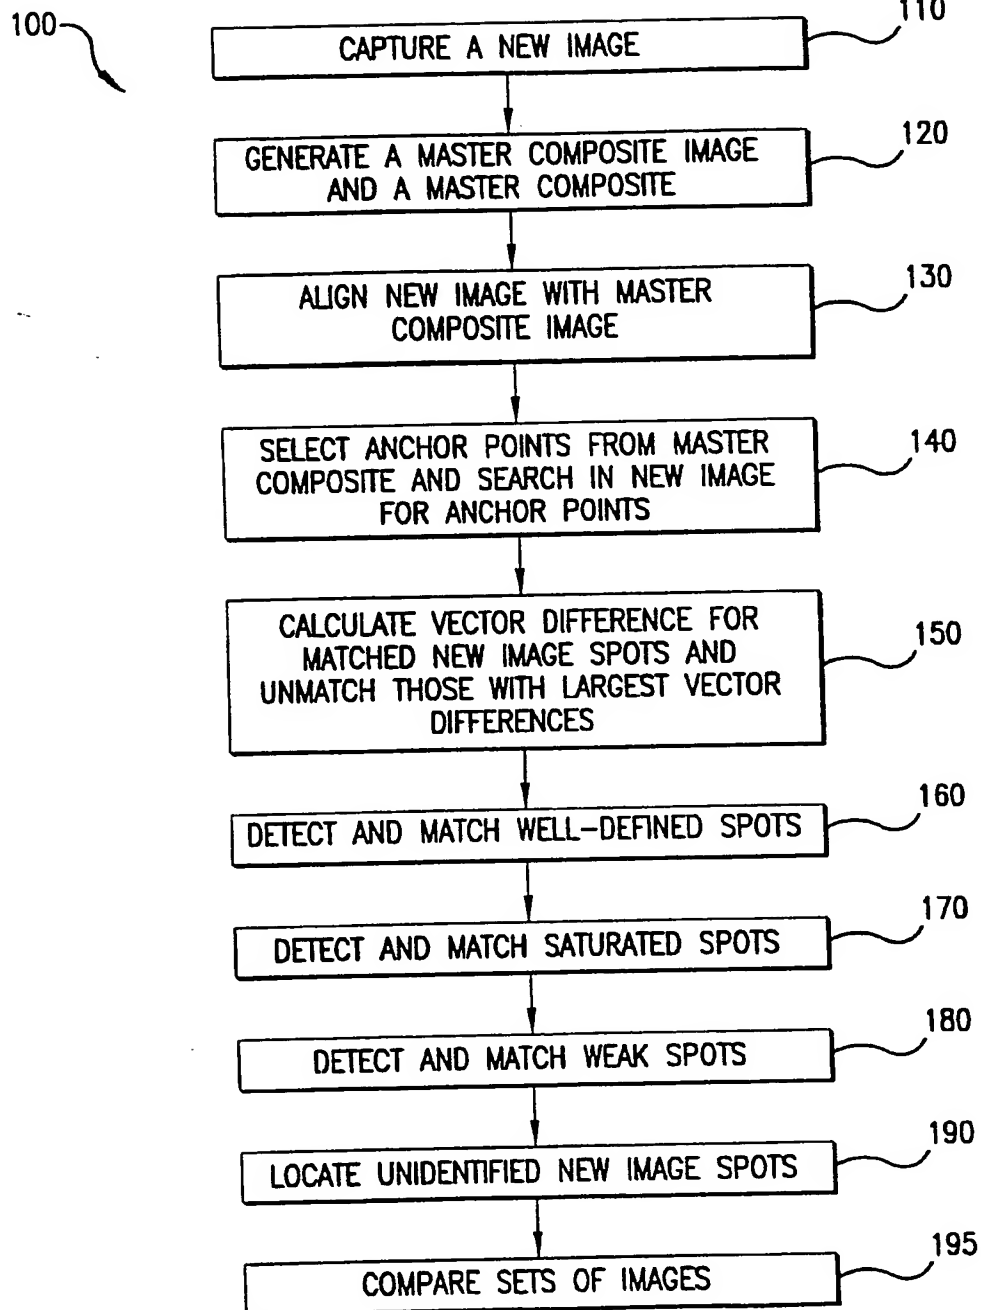 100
110
CAPTURE A NEW IMAGE
120
GENERATE A MASTER COMPOSITE IMAGE
AND A MASTER COMPOSITE
130
ALIGN NEW IMAGE WITH MASTER
COMPOSITE IMAGE
140
SELECT ANCHOR POINTS FROM MASTER
COMPOSITE AND SEARCH IN NEW IMAGE
FOR ANCHOR POINTS
150
CALCULATE VECTOR DIFFERENCE FOR
MATCHED NEW IMAGE SPOTS AND
UNMATCH THOSE WITH LARGEST VECTOR
DIFFERENCES
160
DETECT AND MATCH WELL-DEFINED SPOTS
170
DETECT AND MATCH SATURATED SPOTS
180
DETECT AND MATCH WEAK SPOTS
190
LOCATE UNIDENTIFIED NEW IMAGE SPOTS
195
COMPARE SETS OF IMAGES